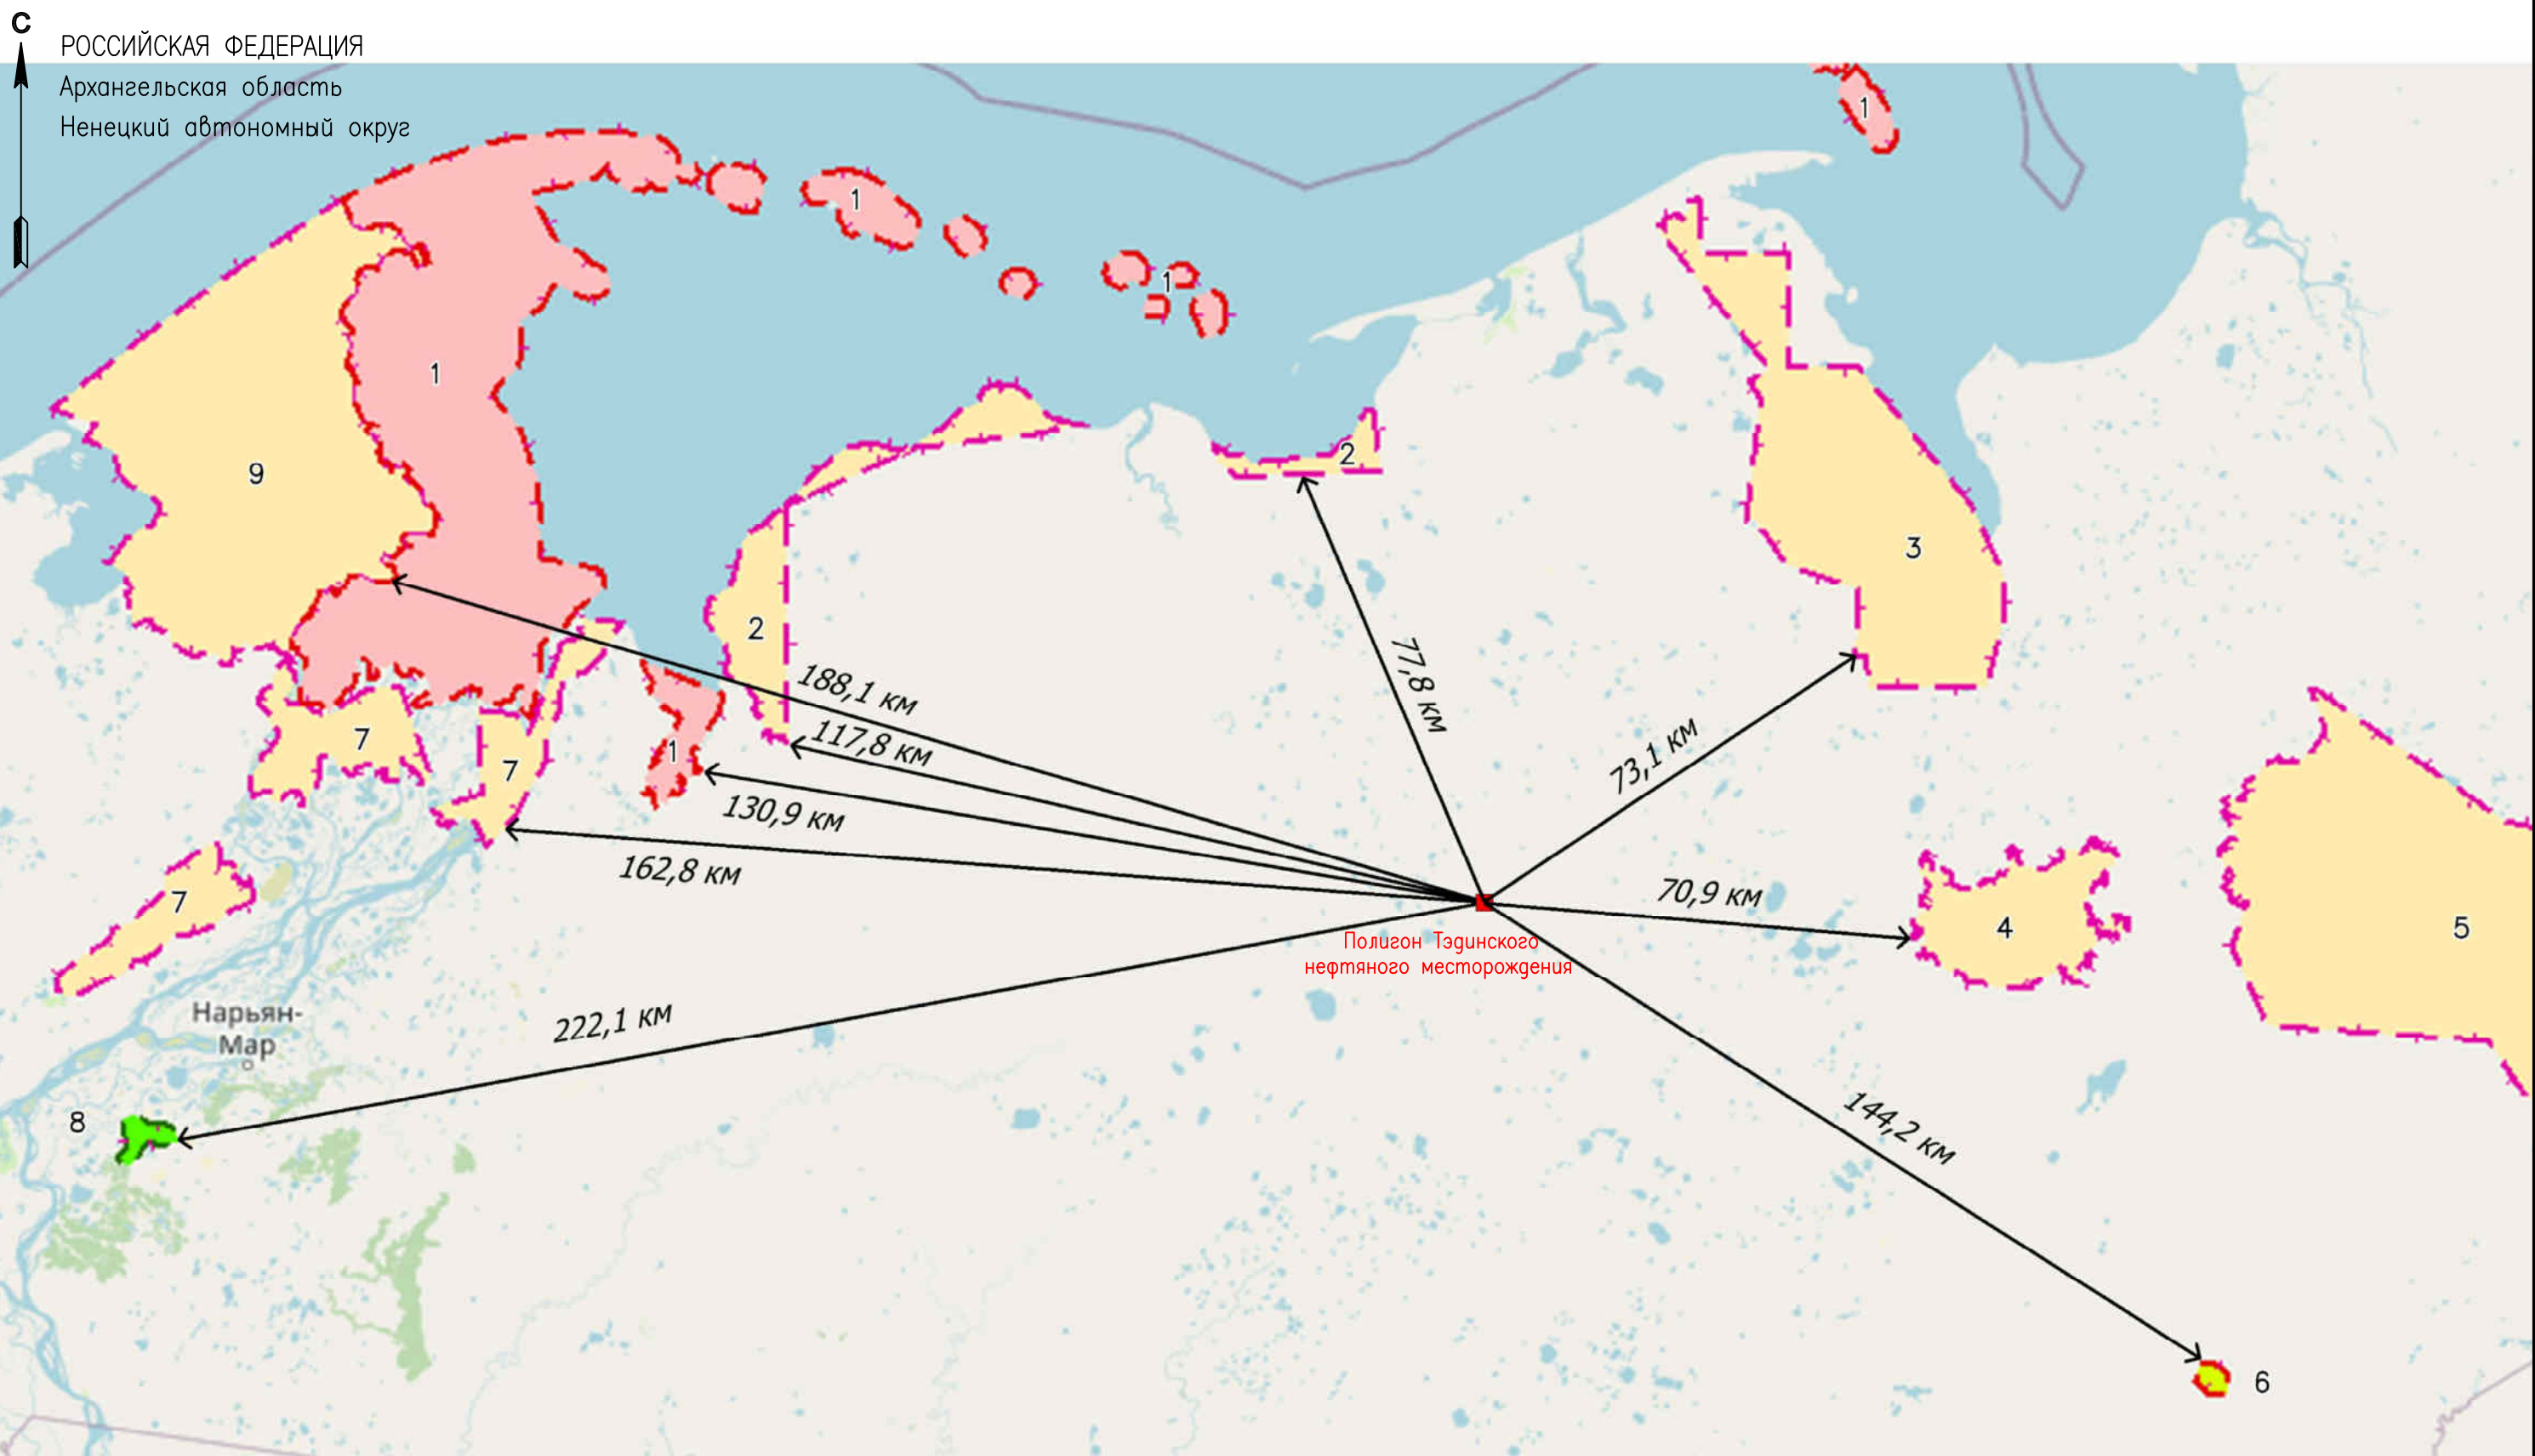 С
РОССИЙСКАЯ ФЕДЕРАЦИЯ
Архангельская область
Ненецкий автономный округ
1
1
1
1
9
2
2
3
188,1 км
77,8 км
117,8 км
73,1 км
7
7
1
130,9 км
162,8 км
70,9 км
7
4
5
Полигон Тэдинского
нефтяного месторождения
Нарьян-
Мар
222,1 км
8
144,2 км
6